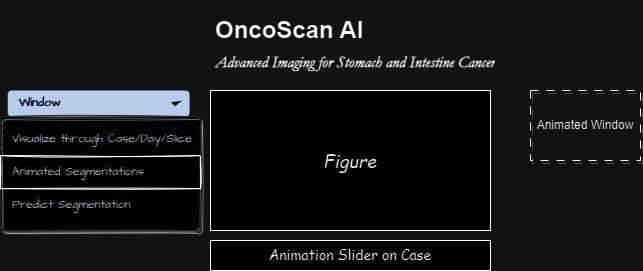 OncoScan AI
Advanced Imaging for Stomach and Intestine Cancer
Window
Visualize through Case/Day/Slice
Animated Segmentations
Predict Segmentation
Figure
Animation Slider on Case
Animated Window